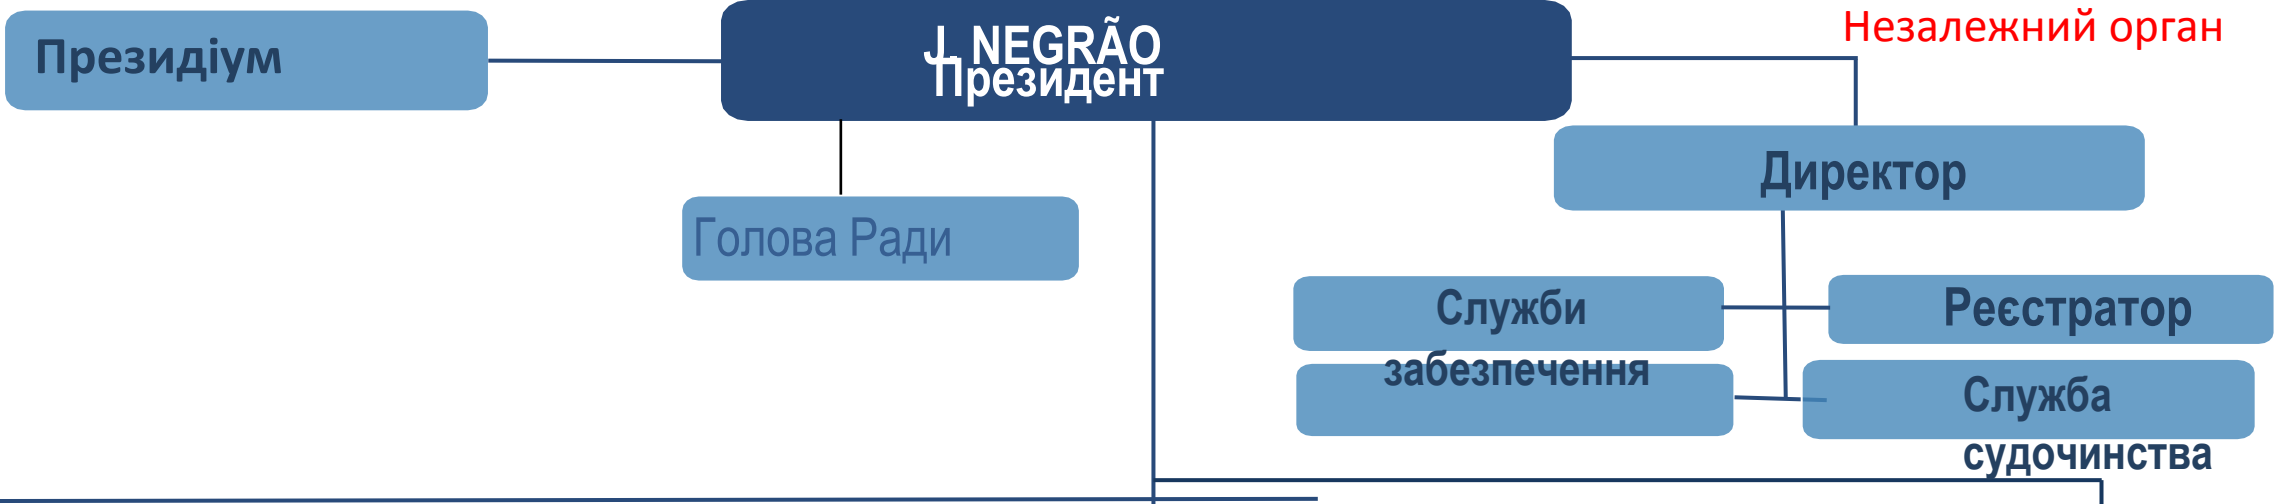 Президіум
J. NEGRÃO
Президент
Незалежний орган
Директор
Голова Ради
Служби
забезпечення
Реєстратор
Служба
судочинства